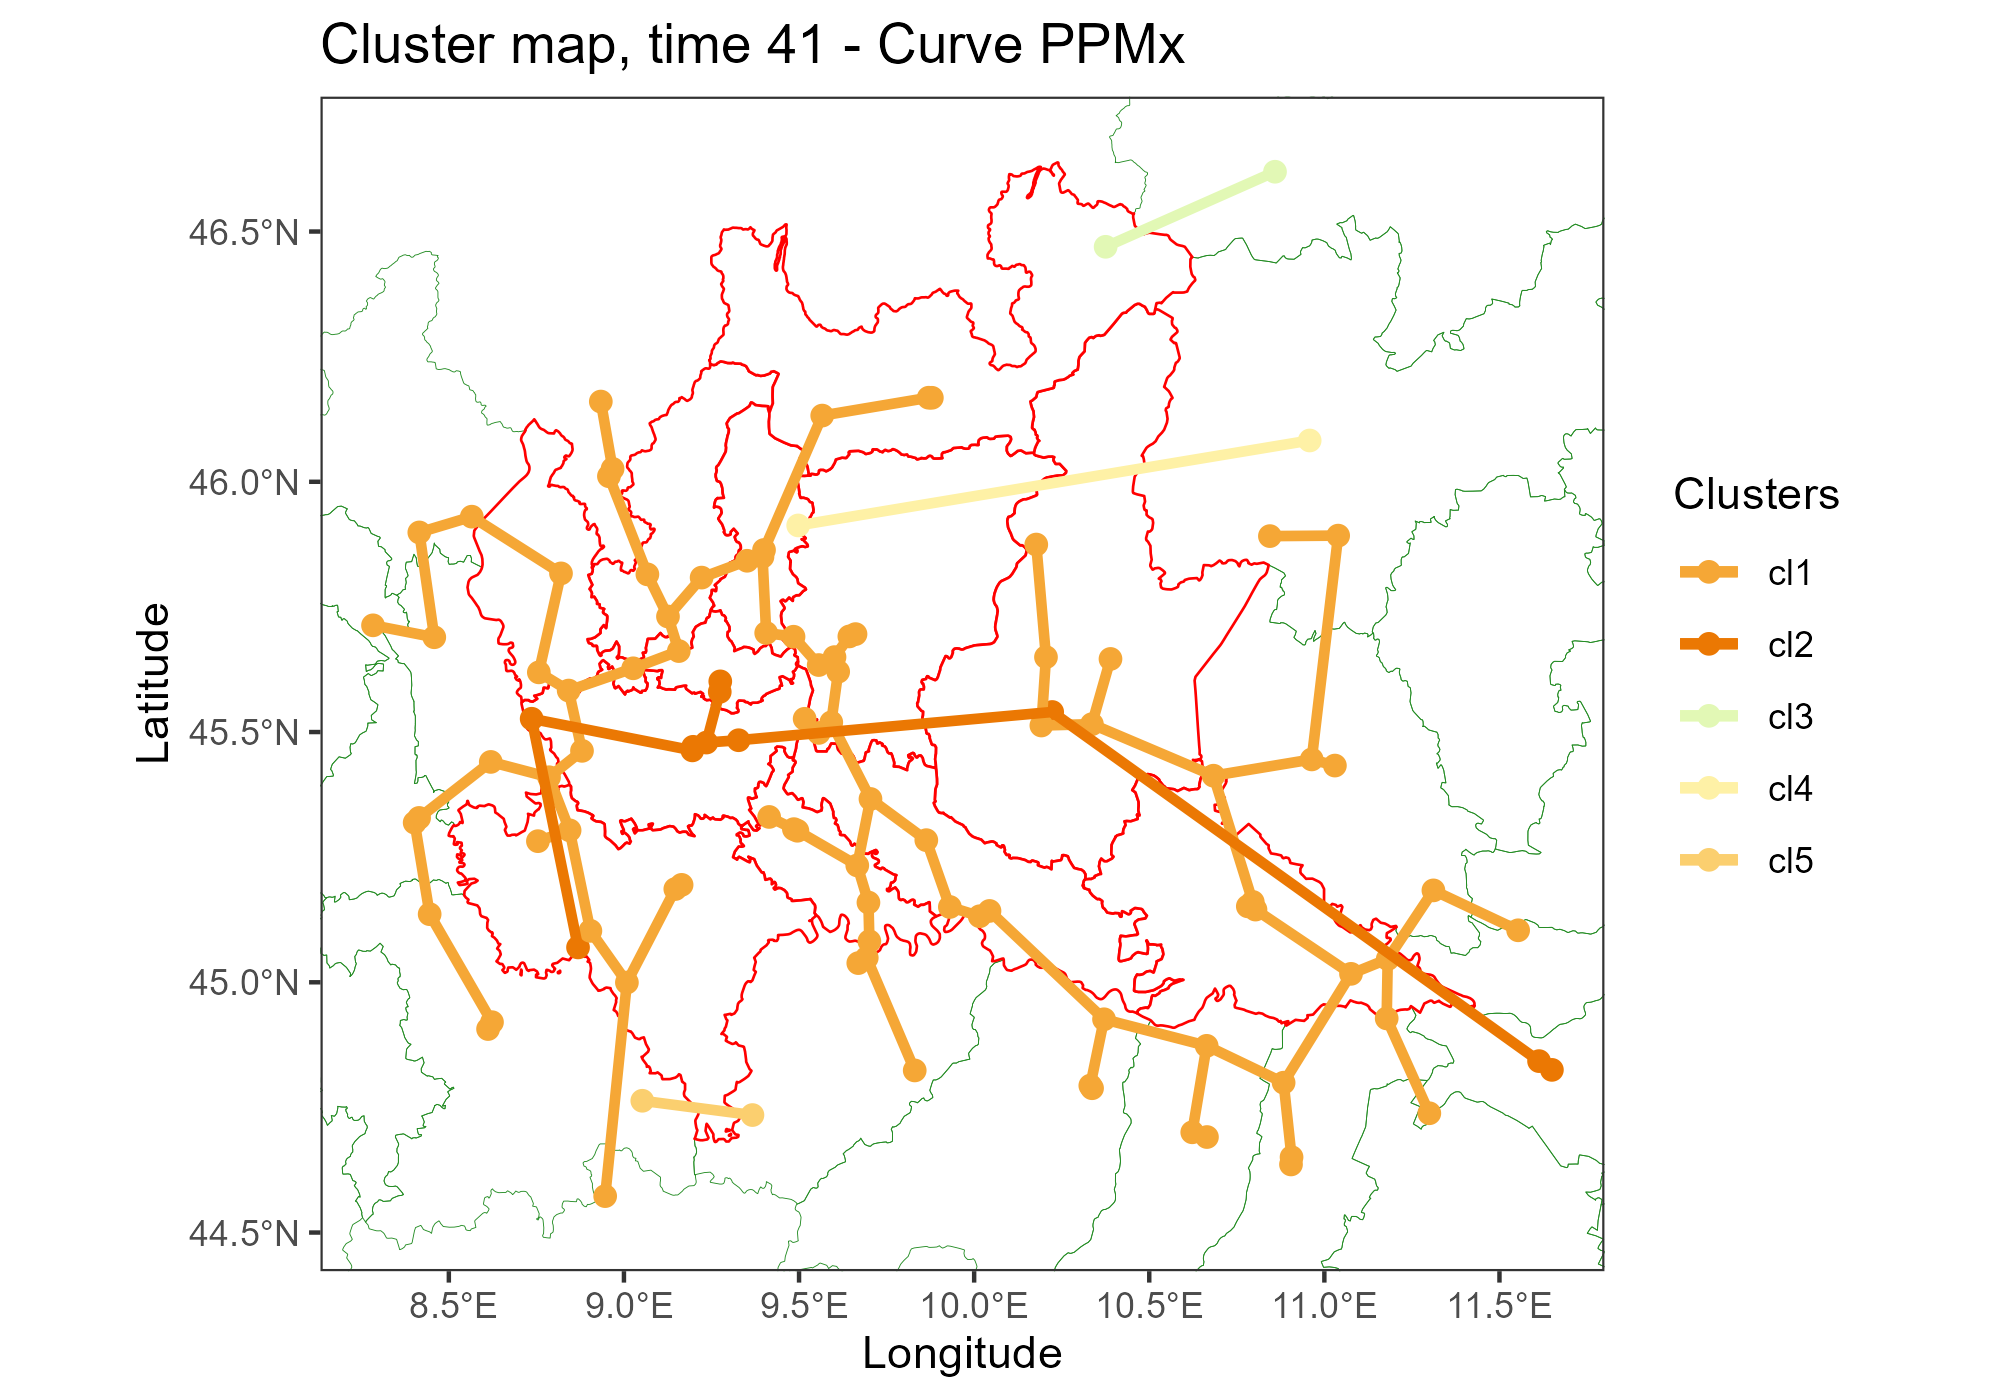 Cluster map, time 41 - Curve PPMx
46.5°N
46.0°N
45.5°N
45.0°N
44.5°N
Latitude
8.5°E
9.0°E
9.5°E
10.0°E
10.5°E
11.0°E
11.5°E
Longitude
Clusters
cl1
cl2
cl3
cl4
cl5